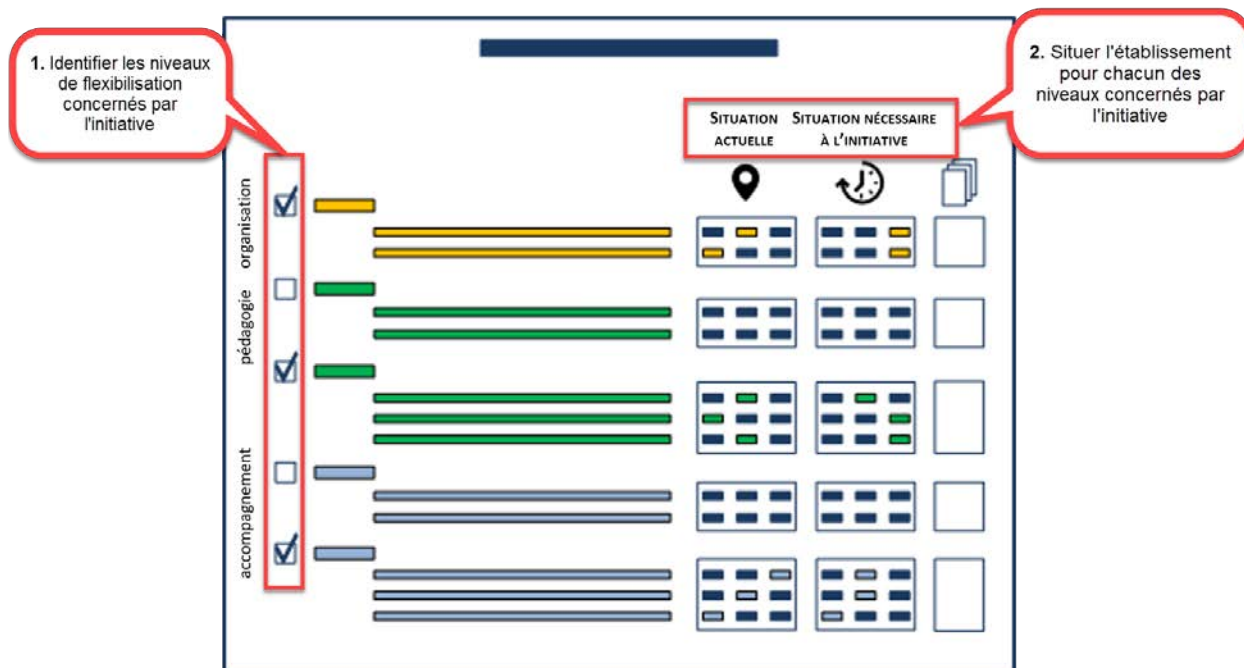 1. Identifier les niveaux
de flexibilisation
concernés par
l'initiative
2. Situer l'établissement
pour chacun des
niveaux concernés par
l'initiative
SITUATION
ACTUELLE
SITUATION NÉCESSAIRE
À L'INITIATIVE
organisation
pédagogie
accompagnement